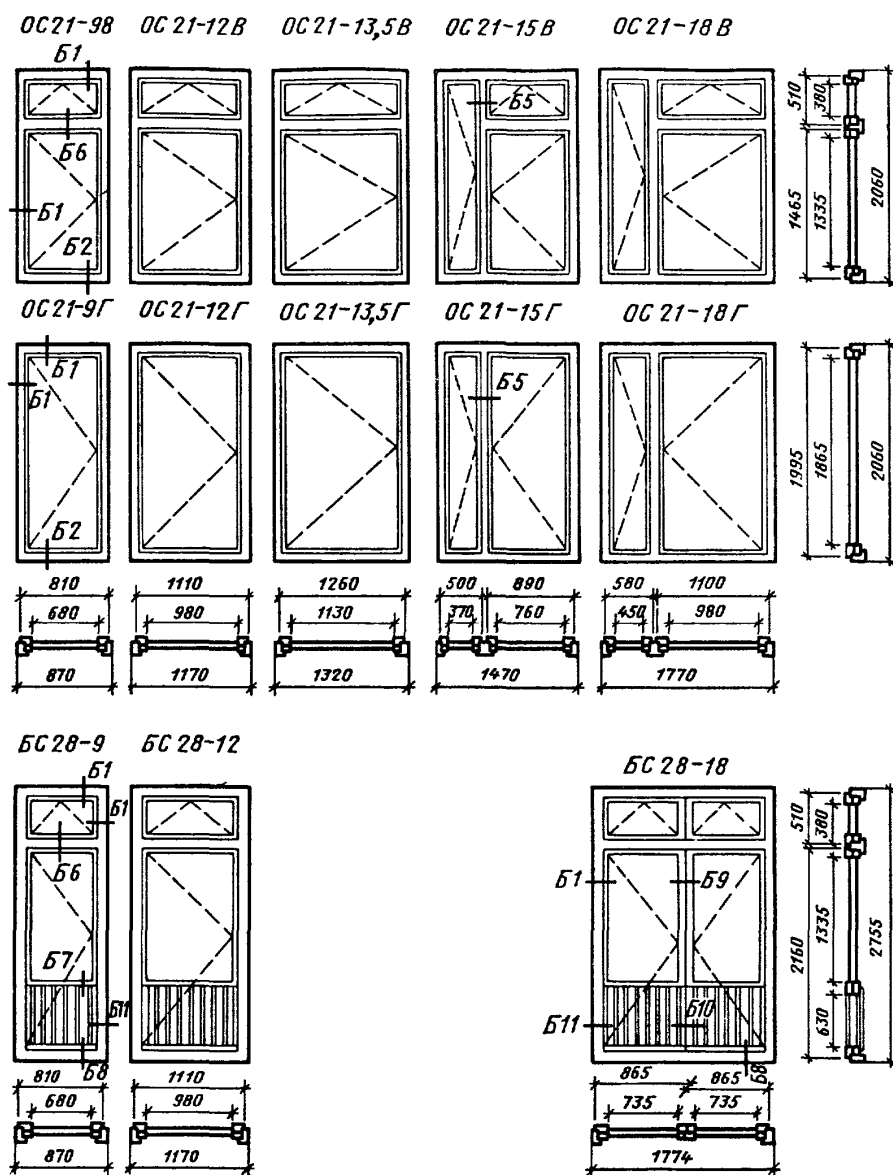 ОС 21-98 ОС 21-12В ОС 21-13,5В ОС 21-15В ОС 21-18В
Б1
Б5
Б6
Б1
Б2
510 380
1465 1335 2060
ОС 21-9Г ОС 21-12Г ОС 21-13,5Г ОС 21-15Г ОС 21-18Г
Б1
Б1
Б5
Б2
1995 1865 2060
810 1110 1260 500 890 580 1100
680 980 1130 370 760 450 980
870 1170 1320 1470 1770
БС 28-9 БС 28-12 БС 28-18
Б1
Б1
Б6
Б7
Б11
Б8
Б1 Б9
Б11 Б10
Б8
510 380
2160 1335 2755
630
810 1110 865 865
680 980 735 735
870 1170 1774